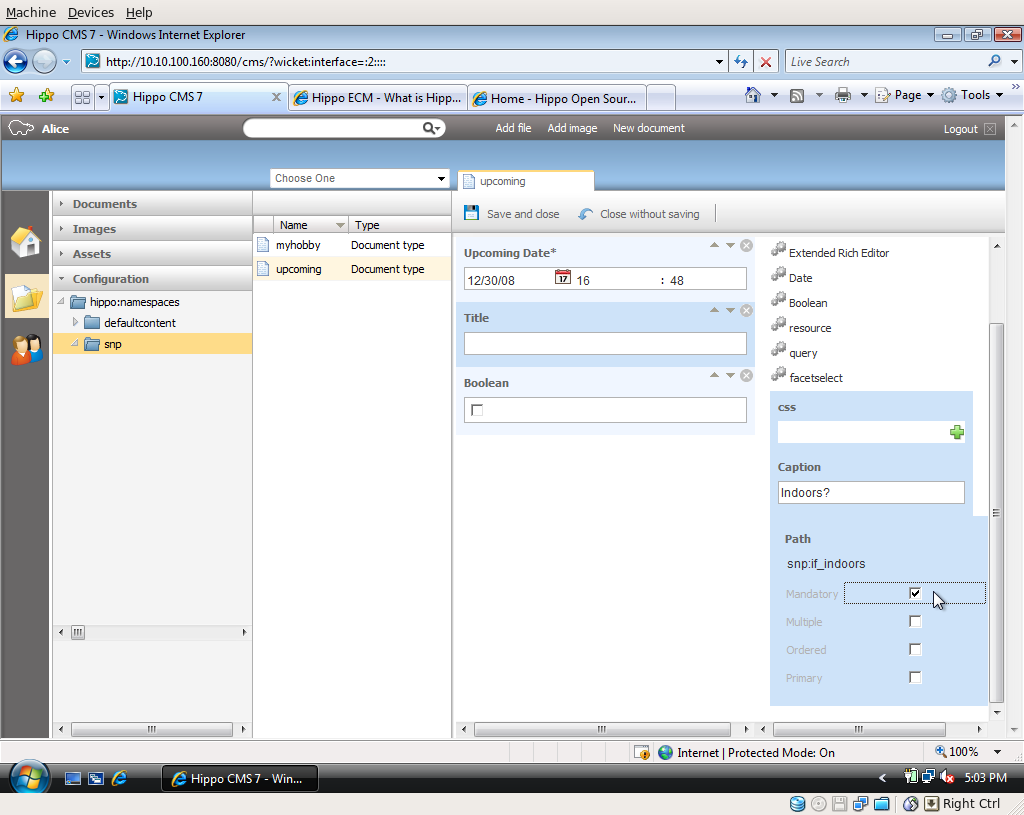 Machine Devices Help
Hippo CMS 7 - Windows Internet Explorer
http://10.10.100.160:8080/cms/?wicket:interface=:2::::
Live Search
Hippo CMS 7
Hippo ECM - What is Hipp...
Home - Hippo Open Sour...
Page
Tools
Alice
Add file
Add image
New document
Logout
Choose One
upcoming
Documents
Images
Assets
Configuration
hippo:namespaces
defaultcontent
snp
Name
Type
myhobby
Document type
upcoming
Document type
Save and close
Close without saving
Upcoming Date*
12/30/08
17
16
: 48
Title
Boolean
Extended Rich Editor
Date
Boolean
resource
query
facetselect
css
Caption
Indoors?
Path
snp:if_indoors
Mandatory
Multiple
Ordered
Primary
Internet | Protected Mode: On
100%
Hippo CMS 7 - Win...
5:03 PM
Right Ctrl